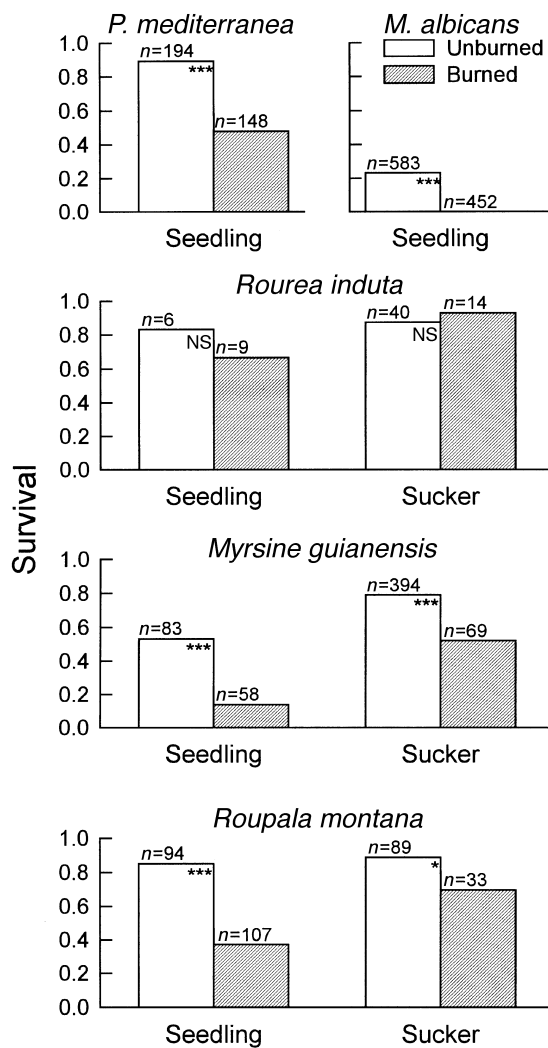 P. mediterranea
M. albicans
Unburned
Burned
1.0
0.8
0.6
0.4
0.2
0.0
n=194
***
n=148
n=583
***
n=452
Seedling
Seedling
Rourea induta
1.0
0.8
0.6
0.4
0.2
0.0
n=6
NS
n=9
n=40
NS
n=14
Seedling
Sucker
Survival
Myrsine guianensis
1.0
0.8
0.6
0.4
0.2
0.0
n=83
***
n=58
n=394
***
n=69
Seedling
Sucker
Roupala montana
1.0
0.8
0.6
0.4
0.2
0.0
n=94
***
n=107
n=89
*
n=33
Seedling
Sucker